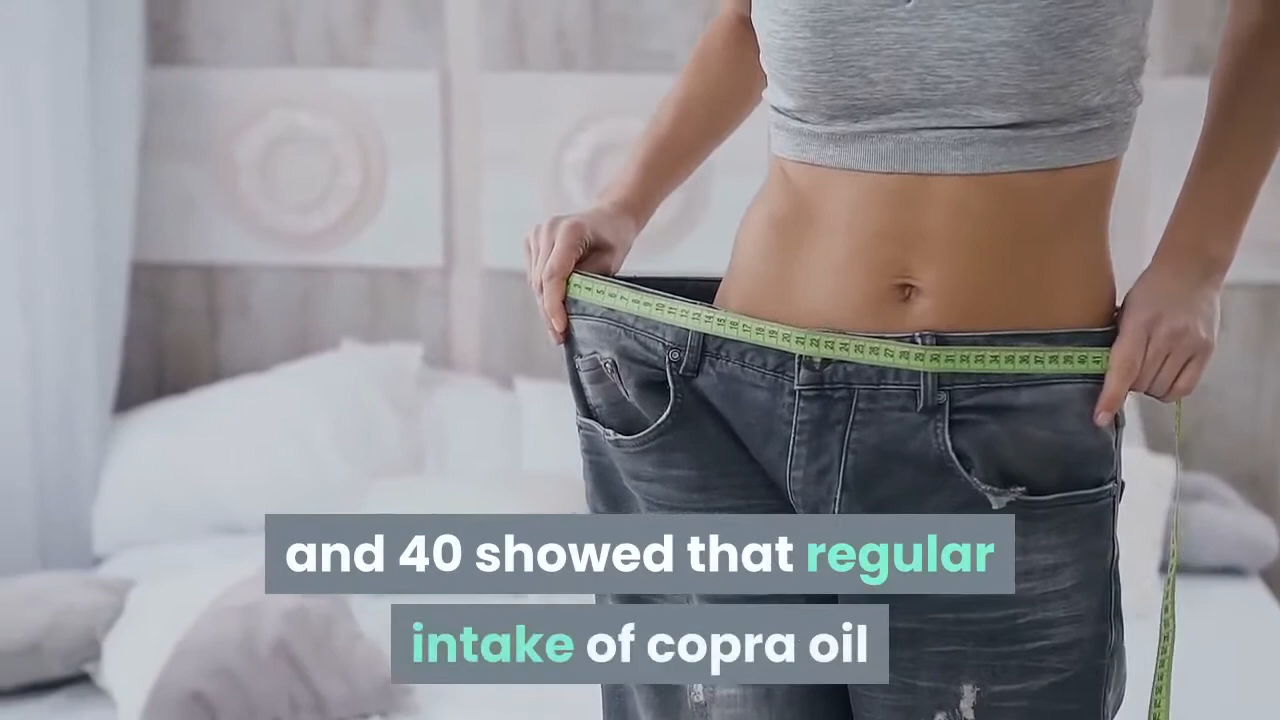 and 40 showed that regular
intake of copra oil